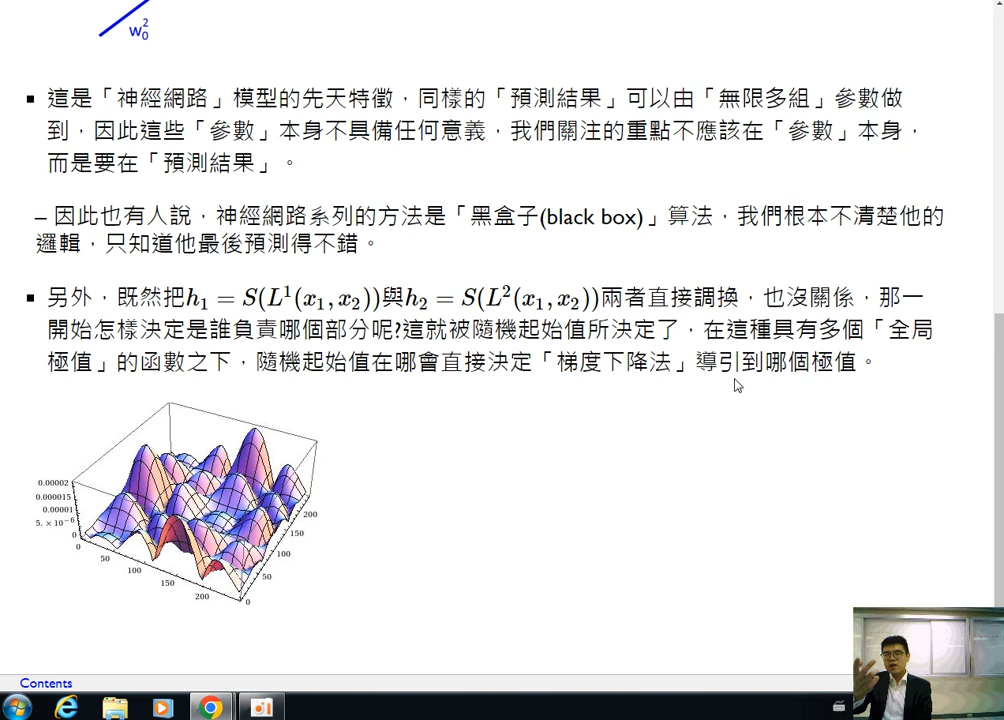 w₀²
▪ 這是「神經網路」模型的先天特徵，同樣的「預測結果」可以由「無限多組」參數做
到，因此這些「參數」本身不具備任何意義，我們關注的重點不應該在「參數」本身，
而是要在「預測結果」。
– 因此也有人說，神經網路系列的方法是「黑盒子(black box)」算法，我們根本不清楚他的
邏輯，只知道他最後預測得不錯。
▪ 另外，既然把h₁ = S(L¹(x₁, x₂))與h₂ = S(L²(x₁, x₂))兩者直接調換，也沒關係，那一
開始怎樣決定是誰負責哪個部分呢?這就被隨機起始值所決定了，在這種具有多個「全局
極值」的函數之下，隨機起始值在哪會直接決定「梯度下降法」導引到哪個極值。
0.00002
0.000015
0.00001
5. × 10⁻⁶
0
0
50
100
150
200
0
50
100
150
200
Contents